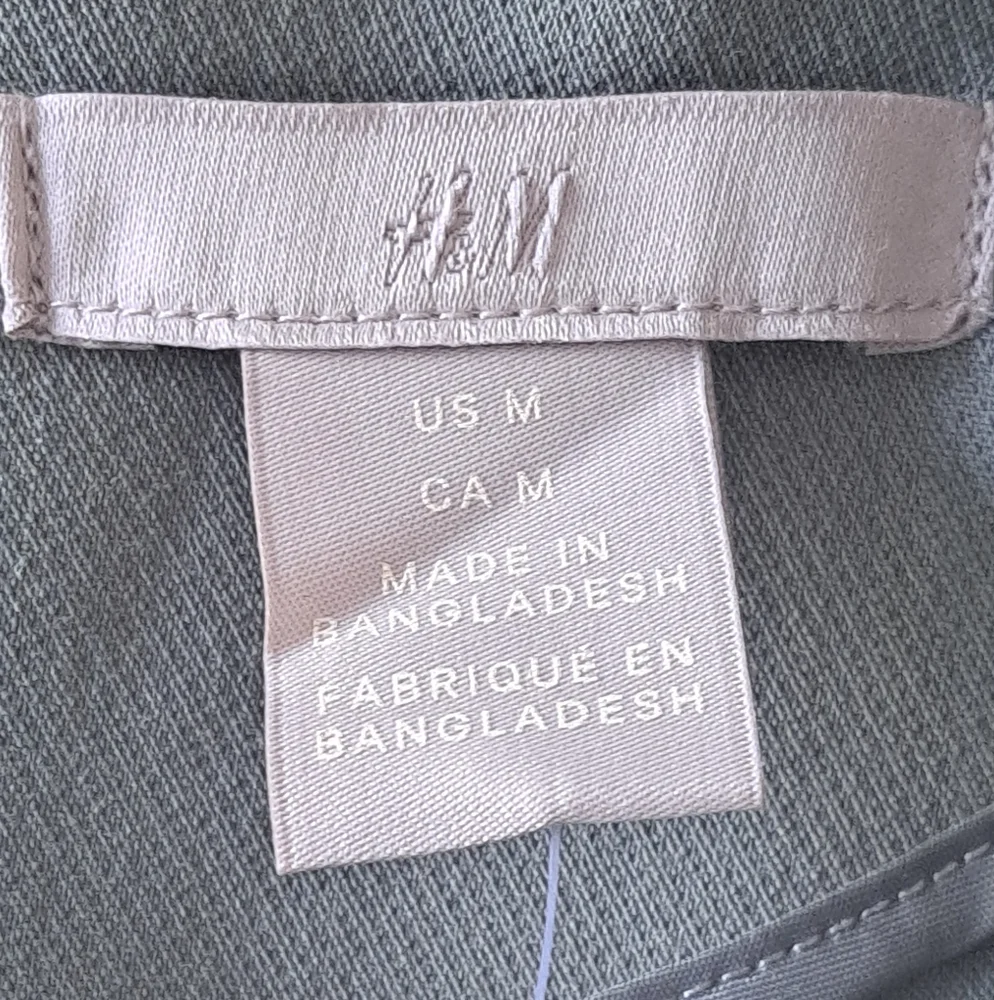 H&M
US M
CA M
MADE IN
BANGLADESH
FABRIQUÉ EN
BANGLADESH